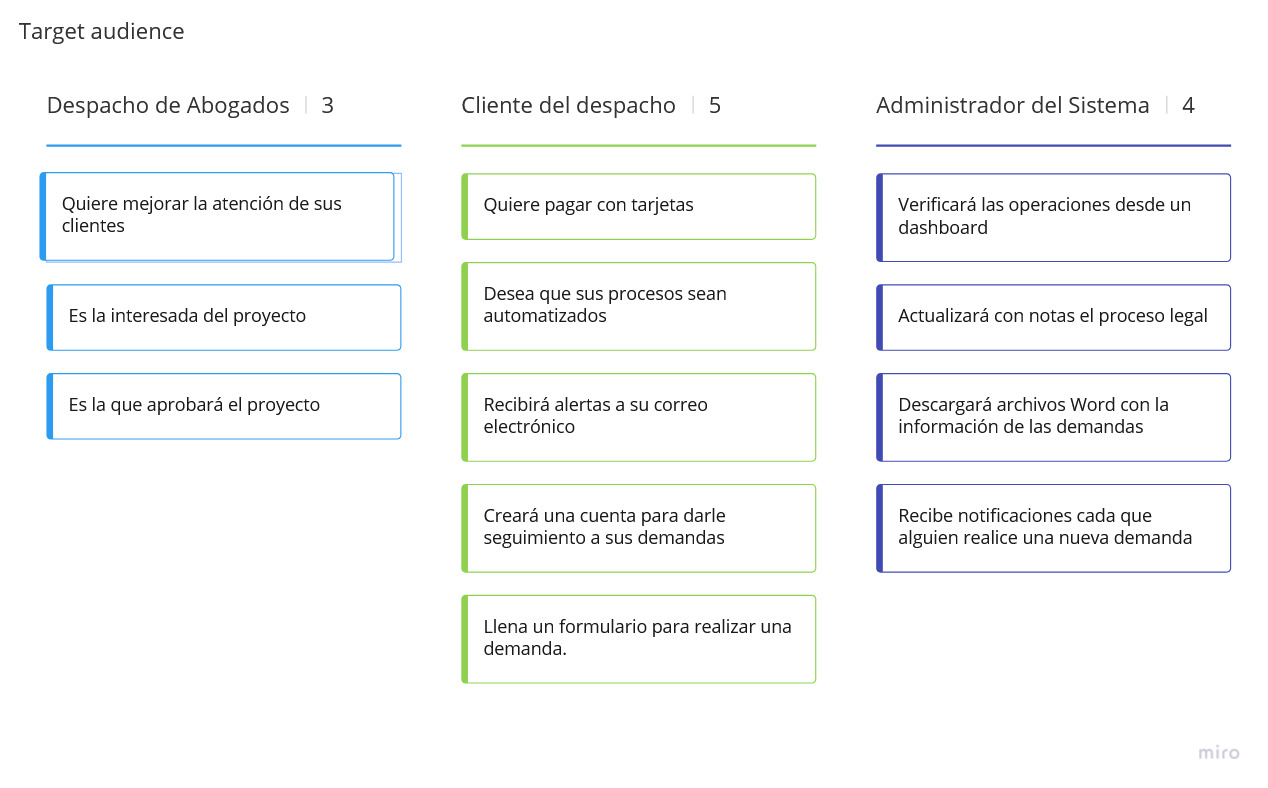 Target audience
Despacho de Abogados | 3
Quiere mejorar la atención de sus
clientes
Es la interesada del proyecto
Es la que aprobará el proyecto
Cliente del despacho | 5
Quiere pagar con tarjetas
Desea que sus procesos sean
automatizados
Recibirá alertas a su correo
electrónico
Creará una cuenta para darle
seguimiento a sus demandas
Llena un formulario para realizar una
demanda.
Administrador del Sistema | 4
Verificará las operaciones desde un
dashboard
Actualizará con notas el proceso legal
Descargará archivos Word con la
información de las demandas
Recibe notificaciones cada que
alguien realice una nueva demanda
miro